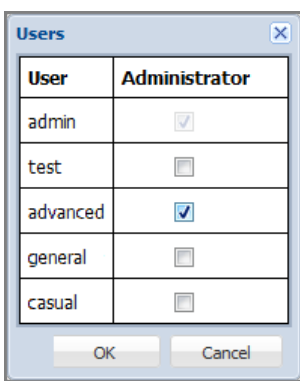 Users
User Administrator
admin
test
advanced
general
casual
OK Cancel